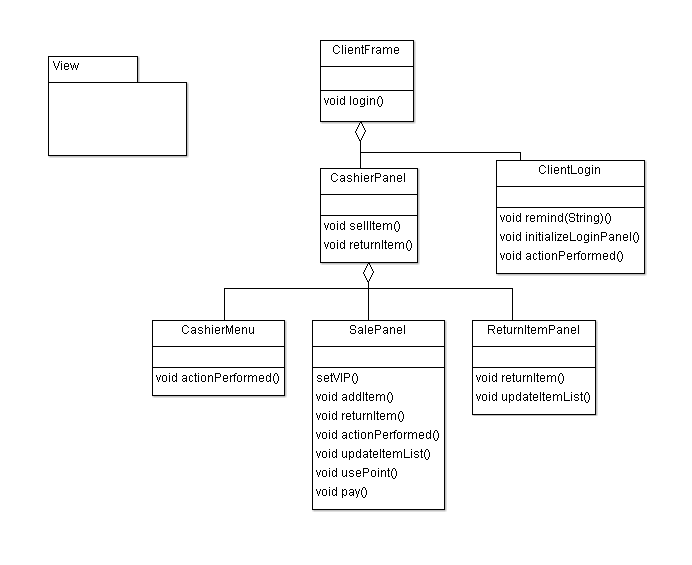 View
ClientFrame
void login()
CashierPanel
void sellItem()
void returnItem()
ClientLogin
void remind(String)()
void initializeLoginPanel()
void actionPerformed()
CashierMenu
void actionPerformed()
SalePanel
setVIP()
void addItem()
void returnItem()
void actionPerformed()
void updateItemList()
void usePoint()
void pay()
ReturnItemPanel
void returnItem()
void updateItemList()